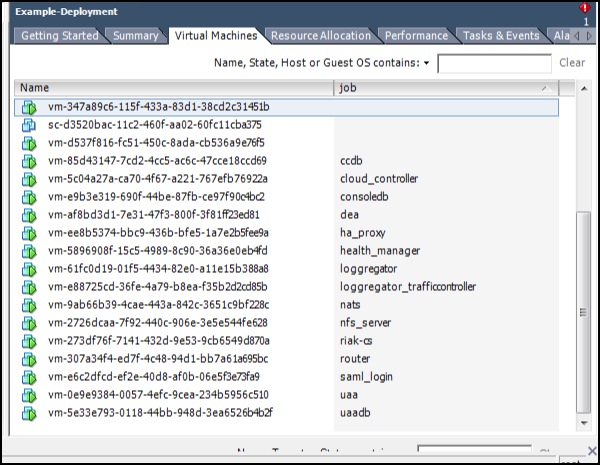 Example-Deployment
1
Getting Started Summary Virtual Machines Resource Allocation Performance Tasks & Events Ala
Name, State, Host or Guest OS contains: Clear
Name job
vm-347a89c6-115f-433a-83d1-38cd2c31451b
sc-d3520bac-11c2-460f-aa02-60fc11cba375
vm-d537f816-fc51-450c-8ada-cb536a9e76f5
vm-85d43147-7cd2-4cc5-ac6c-47cce18ccd69 ccdb
vm-5c04a27a-ca70-4f67-a221-767efb76922a cloud_controller
vm-e9b3e319-690f-44be-87fb-ce97f90c4bc2 consoledb
vm-af8bd3d1-7e31-47f3-800f-3f81ff23ed81 dea
vm-ee8b5374-bbc9-436b-bfe5-1a7e2b5fee9a ha_proxy
vm-5896908f-15c5-4989-8c90-36a36e0eb4fd health_manager
vm-61fc0d19-01f5-4434-82e0-a11e15b388a8 loggregator
vm-e88725cd-36fe-4a79-b8ea-f35b2d2cd85b loggregator_trafficcontroller
vm-9ab66b39-4cae-443a-842c-3651c9bf228c nats
vm-2726dcaa-7f92-440c-906e-3e5e544fe628 nfs_server
vm-273df76f-7141-432d-9e53-9cb6549d870a riak-cs
vm-307a34f4-ed7f-4c48-94d1-bb7a61a695bc router
vm-e6c2dfcd-ef2e-40d8-af0b-06e5f3e73fa9 saml_login
vm-0e9e9384-0057-4efc-9cea-234b5956c510 uaa
vm-5e33e793-0118-44bb-948d-3ea6526b4b2f uaadb